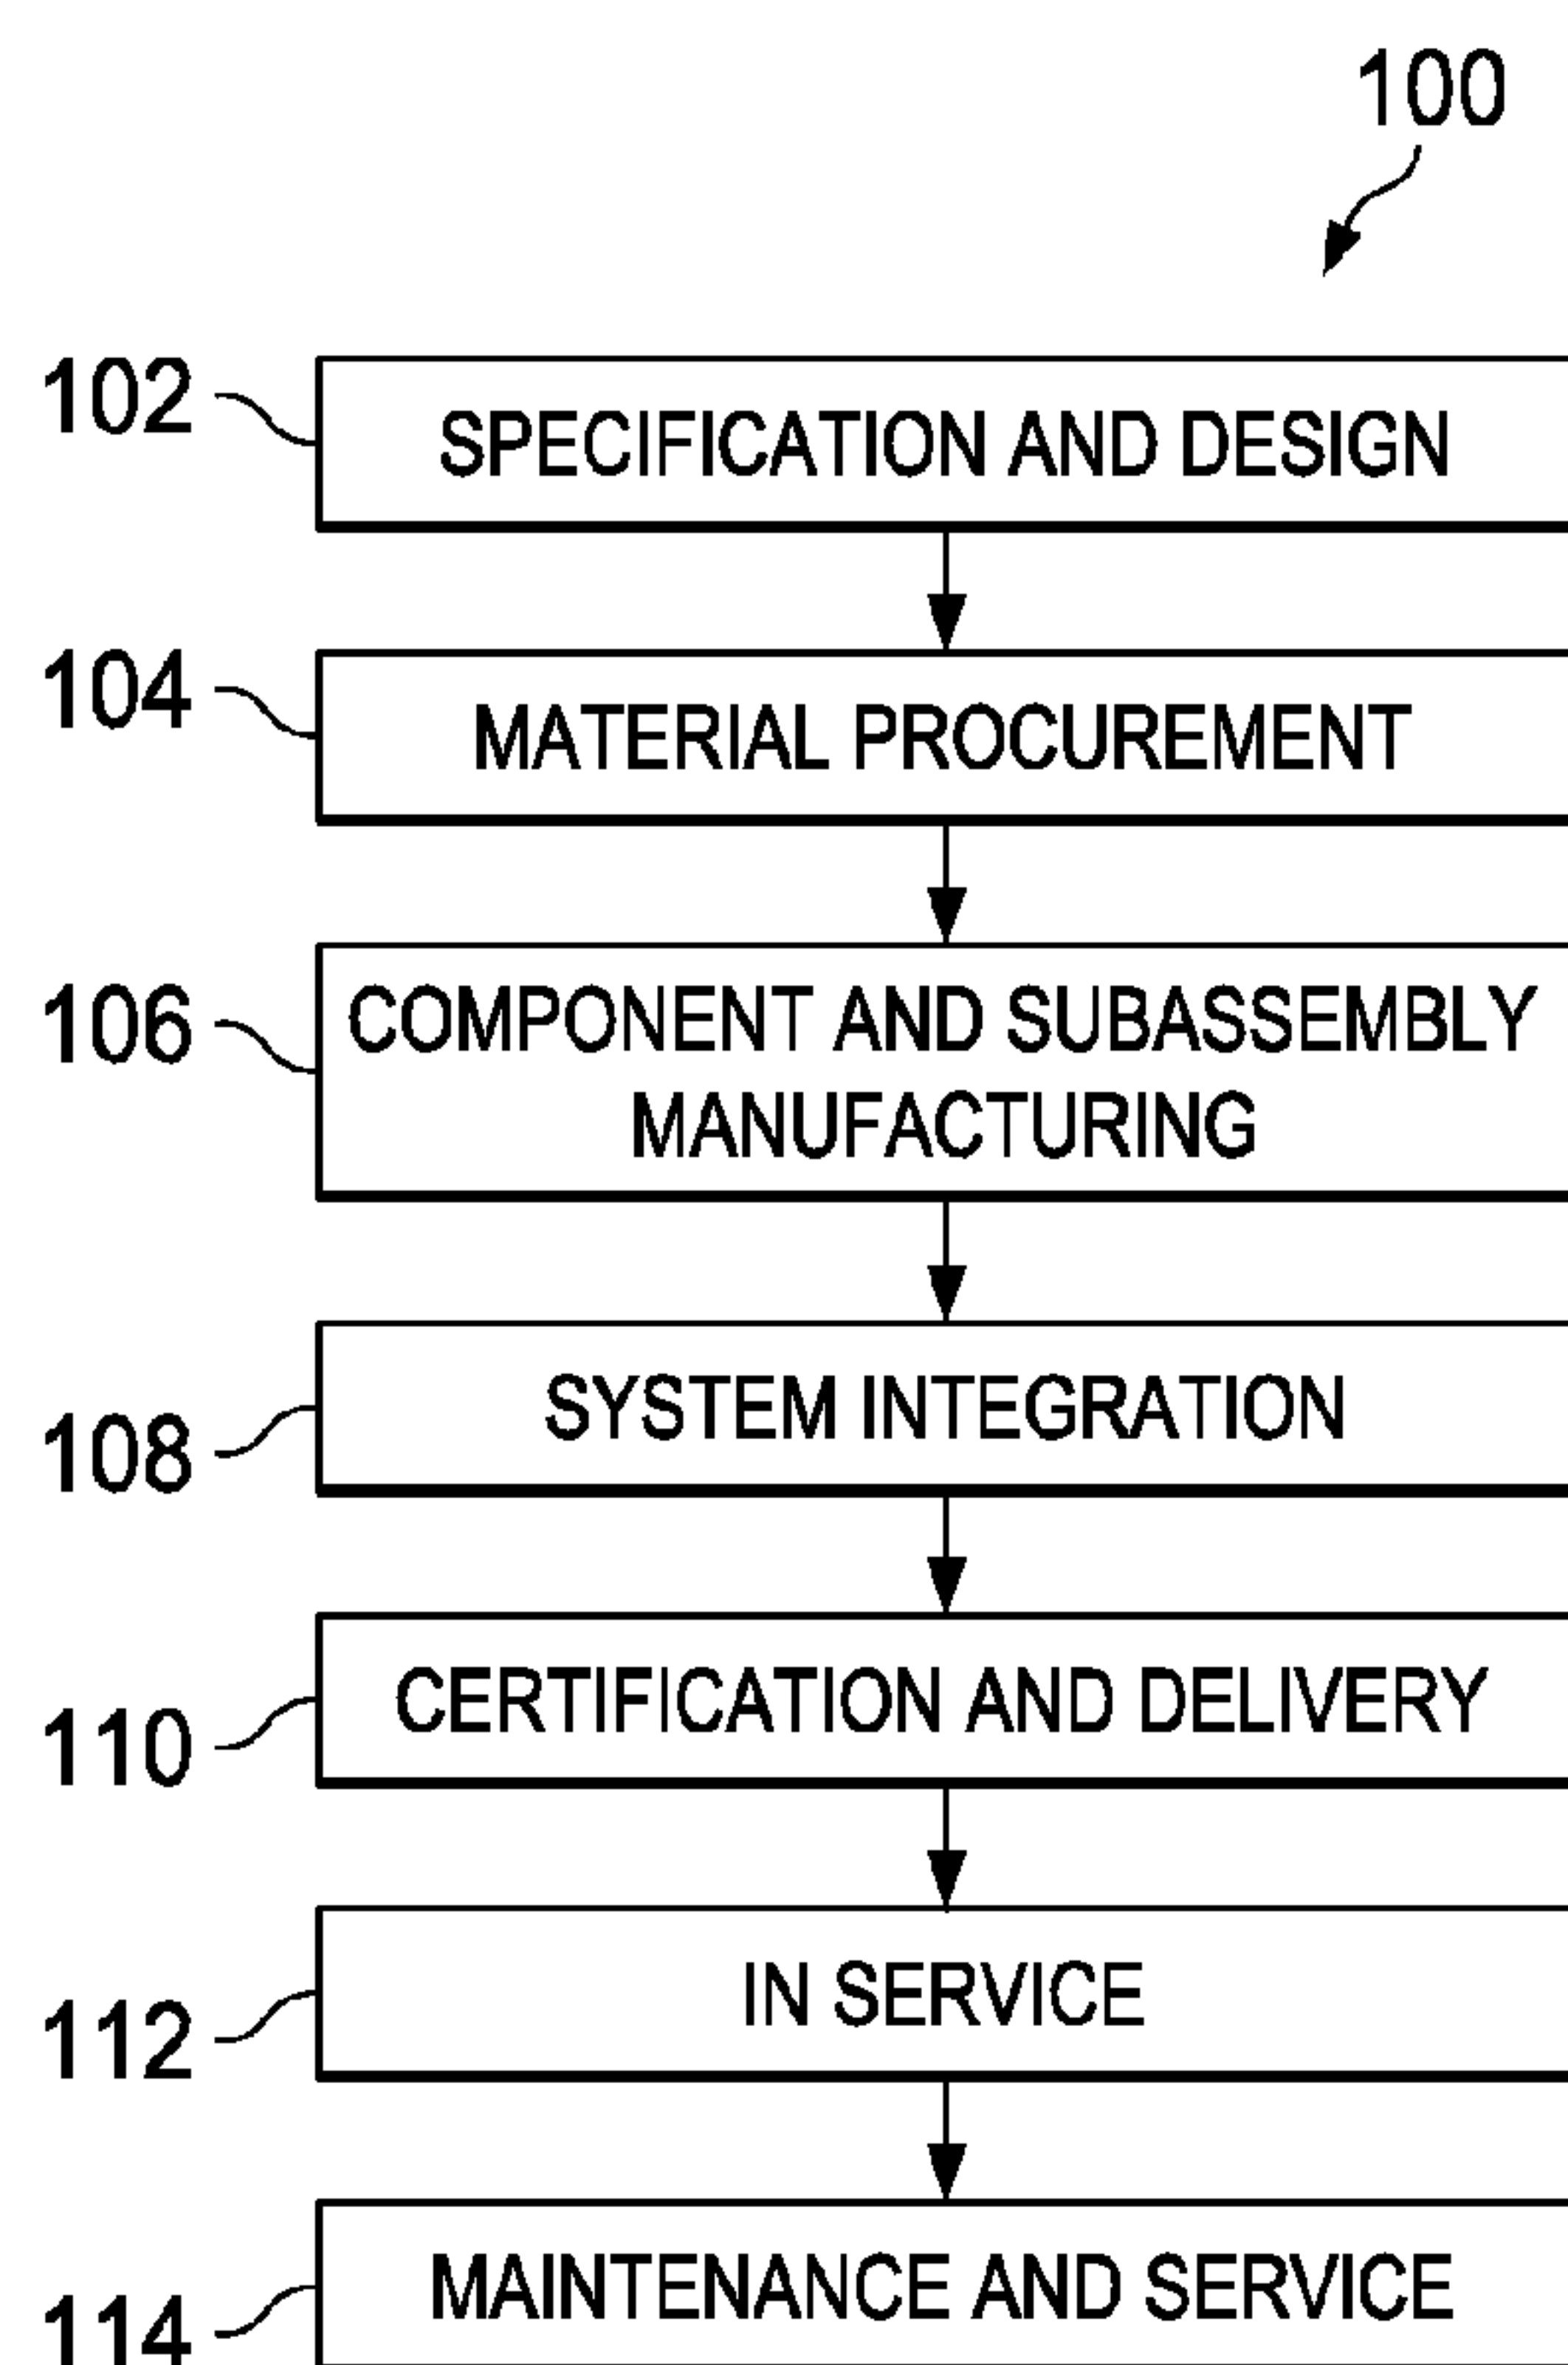 100
102
SPECIFICATION AND DESIGN
104
MATERIAL PROCUREMENT
106
COMPONENT AND SUBASSEMBLY
MANUFACTURING
108
SYSTEM INTEGRATION
110
CERTIFICATION AND DELIVERY
112
IN SERVICE
114
MAINTENANCE AND SERVICE